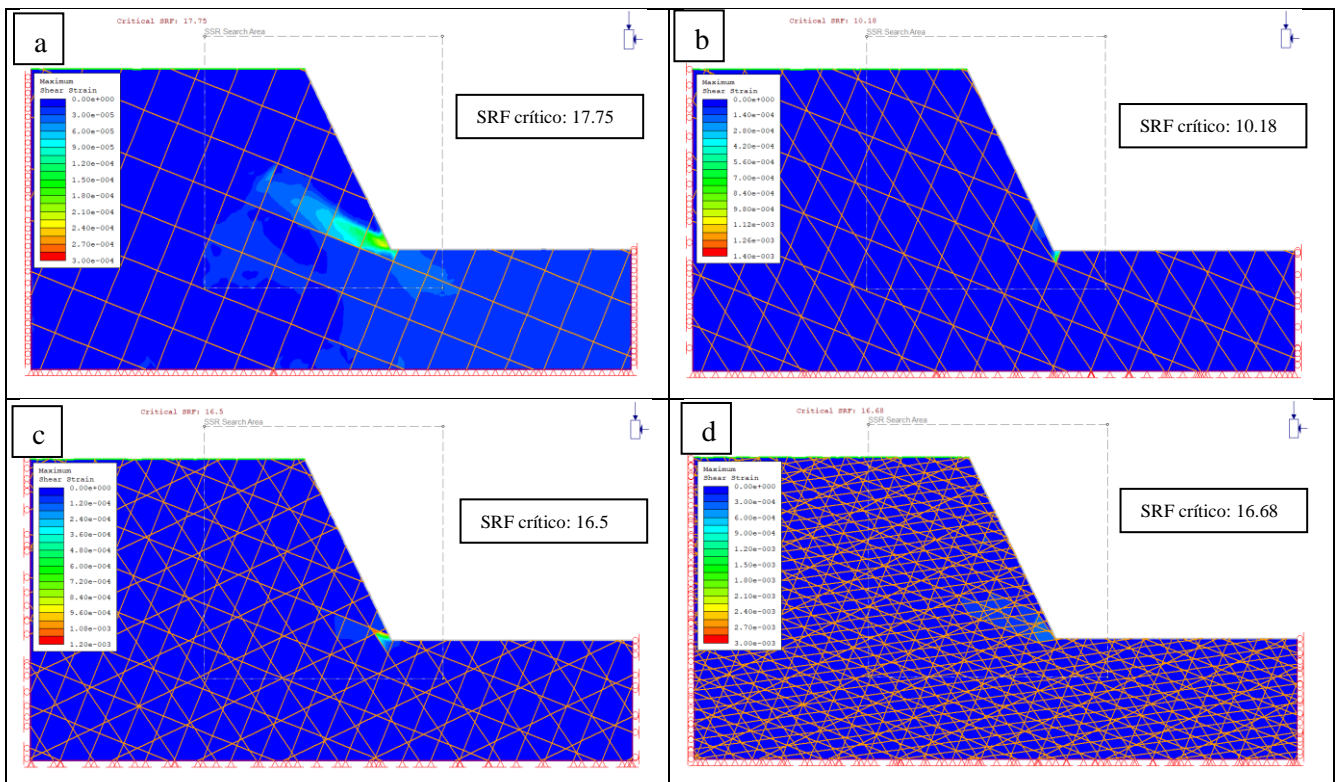 a
Critical SRF: 17.75
SSR Search Area
Maximum
Shear Strain
0.00e+000
3.00e-005
6.00e-005
9.00e-005
1.20e-004
1.50e-004
1.80e-004
2.10e-004
2.40e-004
2.70e-004
3.00e-004
SRF crítico: 17.75
b
Critical SRF: 10.18
SSR Search Area
Maximum
Shear Strain
0.00e+000
1.40e-004
2.80e-004
4.20e-004
5.60e-004
7.00e-004
8.40e-004
9.80e-004
1.12e-003
1.26e-003
1.40e-003
SRF crítico: 10.18
c
Critical SRF: 16.5
SSR Search Area
Maximum
Shear Strain
0.00e+000
1.20e-004
2.40e-004
3.60e-004
4.80e-004
6.00e-004
7.20e-004
8.40e-004
9.60e-004
1.08e-003
1.20e-003
SRF crítico: 16.5
d
Critical SRF: 16.68
SSR Search Area
Maximum
Shear Strain
0.00e+000
3.00e-004
6.00e-004
9.00e-004
1.20e-003
1.50e-003
1.80e-003
2.10e-003
2.40e-003
2.70e-003
3.00e-003
SRF crítico: 16.68